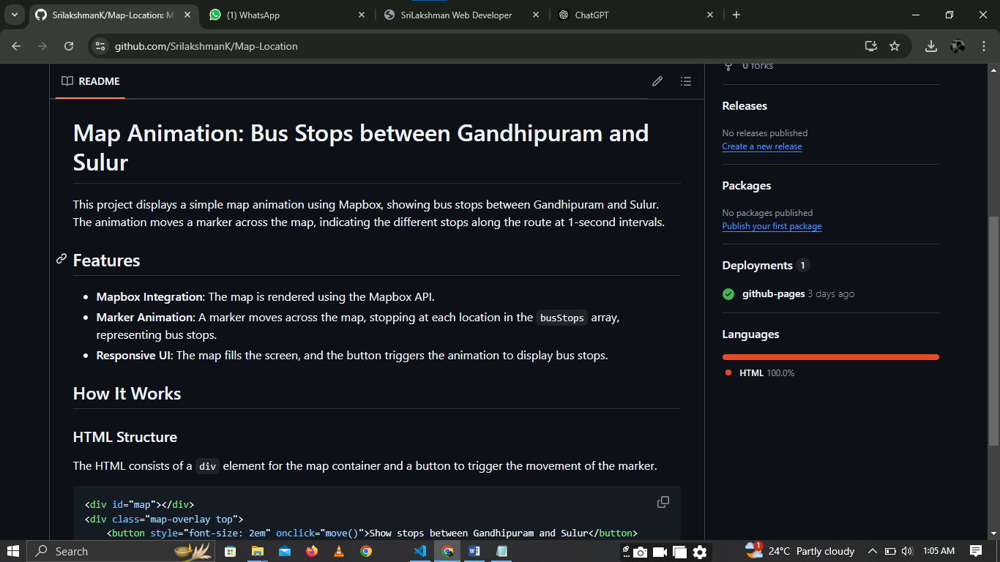 SrilakshmanK/Map-Location: M
(1) WhatsApp
SriLakshman Web Developer
ChatGPT
github.com/SrilakshmanK/Map-Location
README
0 forks
Map Animation: Bus Stops between Gandhipuram and
Sulur
This project displays a simple map animation using Mapbox, showing bus stops between Gandhipuram and Sulur.
The animation moves a marker across the map, indicating the different stops along the route at 1-second intervals.
Features
Mapbox Integration: The map is rendered using the Mapbox API.
Marker Animation: A marker moves across the map, stopping at each location in the busStops array,
representing bus stops.
Responsive UI: The map fills the screen, and the button triggers the animation to display bus stops.
How It Works
HTML Structure
The HTML consists of a div element for the map container and a button to trigger the movement of the marker.
<div id="map"></div>
<div class="map-overlay top">
<button style="font-size: 2em" onclick="move()">Show stops between Gandhipuram and Sulur</button>
Releases
No releases published
Create a new release
Packages
No packages published
Publish your first package
Deployments 1
github-pages 3 days ago
Languages
HTML 100.0%
Search
1
24°C Partly cloudy
1:05 AM